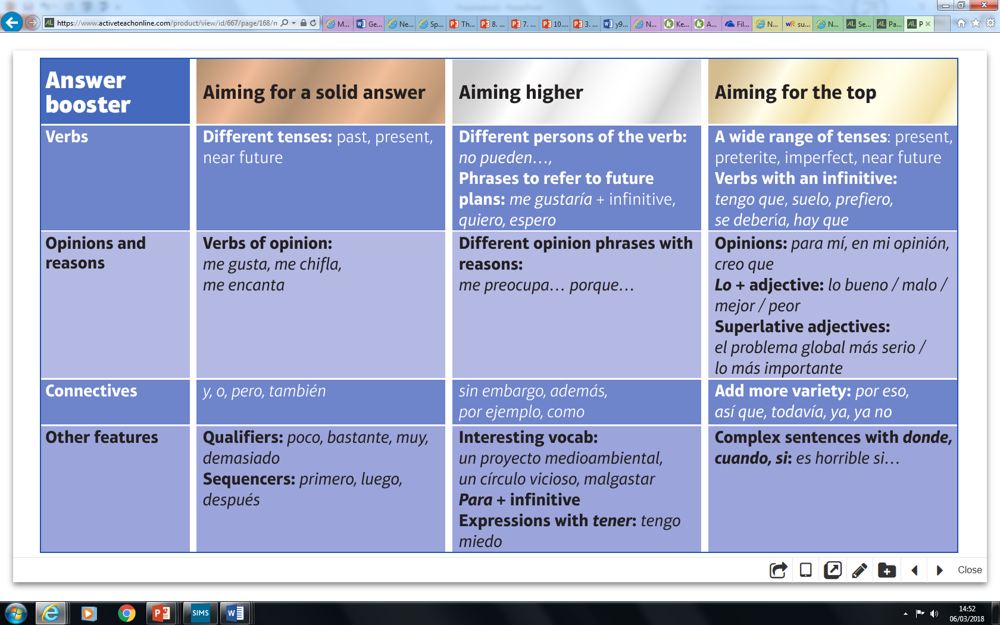 https://www.activeteachonline.com/product/view/id/667/page/168/
M...
Ge...
Ne...
Sp...
Th...
8. ...
7. ...
10....
3. ...
y9...
N...
Ke...
A...
Fil...
N...
su...
N...
Se...
Pa...
P
Answer
booster
Aiming for a solid answer
Aiming higher
Aiming for the top
Verbs
Different tenses: past, present,
near future
Different persons of the verb:
no pueden…,
Phrases to refer to future
plans: me gustaría + infinitive,
quiero, espero
A wide range of tenses: present,
preterite, imperfect, near future
Verbs with an infinitive:
tengo que, suelo, prefiero,
se debería, hay que
Opinions and
reasons
Verbs of opinion:
me gusta, me chifla,
me encanta
Different opinion phrases with
reasons:
me preocupa… porque…
Opinions: para mí, en mi opinión,
creo que
Lo + adjective: lo bueno / malo /
mejor / peor
Superlative adjectives:
el problema global más serio /
lo más importante
Connectives
y, o, pero, también
sin embargo, además,
por ejemplo, como
Add more variety: por eso,
así que, todavía, ya, ya no
Other features
Qualifiers: poco, bastante, muy,
demasiado
Sequencers: primero, luego,
después
Interesting vocab:
un proyecto medioambiental,
un círculo vicioso, malgastar
Para + infinitive
Expressions with tener: tengo
miedo
Complex sentences with donde,
cuando, si: es horrible si…
Close
SIMS
14:52
06/03/2018